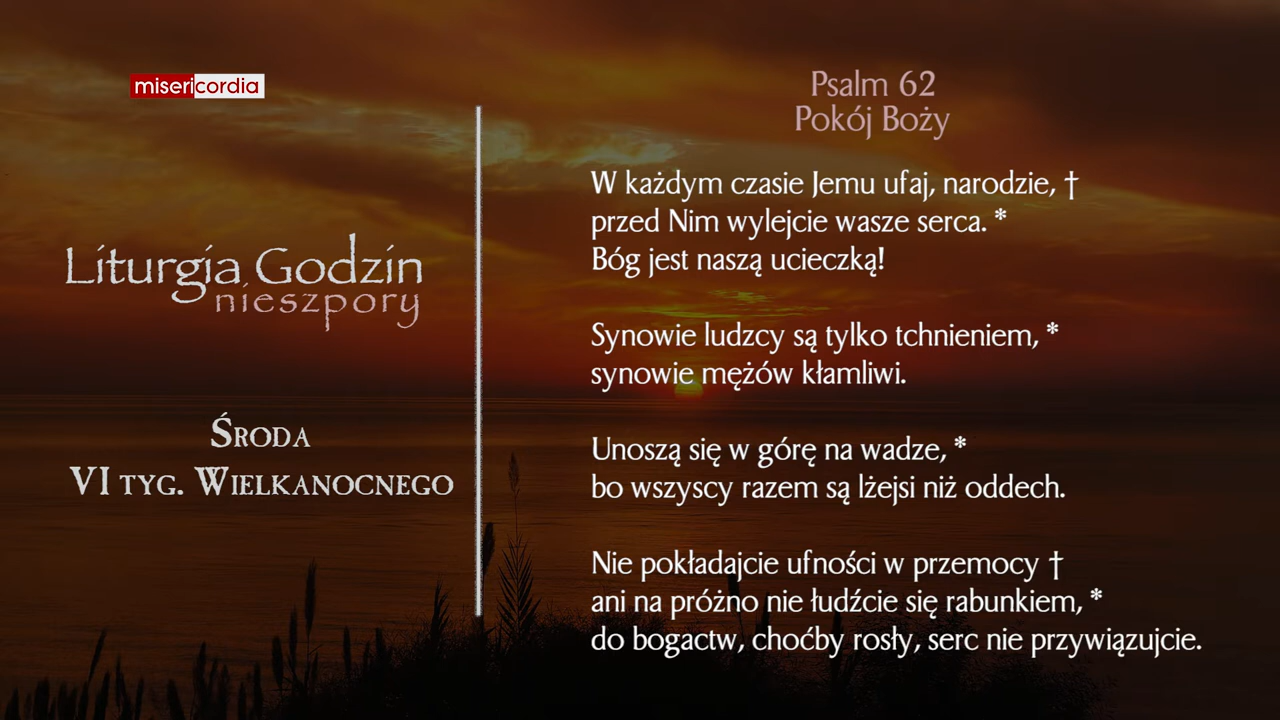 misericordia
Liturgia Godzin
nieszpory
Środa
VI tyg. Wielkanocnego
Psalm 62
Pokój Boży
W każdym czasie Jemu ufaj, narodzie, †
przed Nim wylejcie wasze serca. *
Bóg jest naszą ucieczką!
Synowie ludzcy są tylko tchnieniem, *
synowie mężów kłamliwi.
Unoszą się w górę na wadze, *
bo wszyscy razem są lżejsi niż oddech.
Nie pokładajcie ufności w przemocy †
ani na próżno nie łudźcie się rabunkiem, *
do bogactw, choćby rosły, serc nie przywiązujcie.